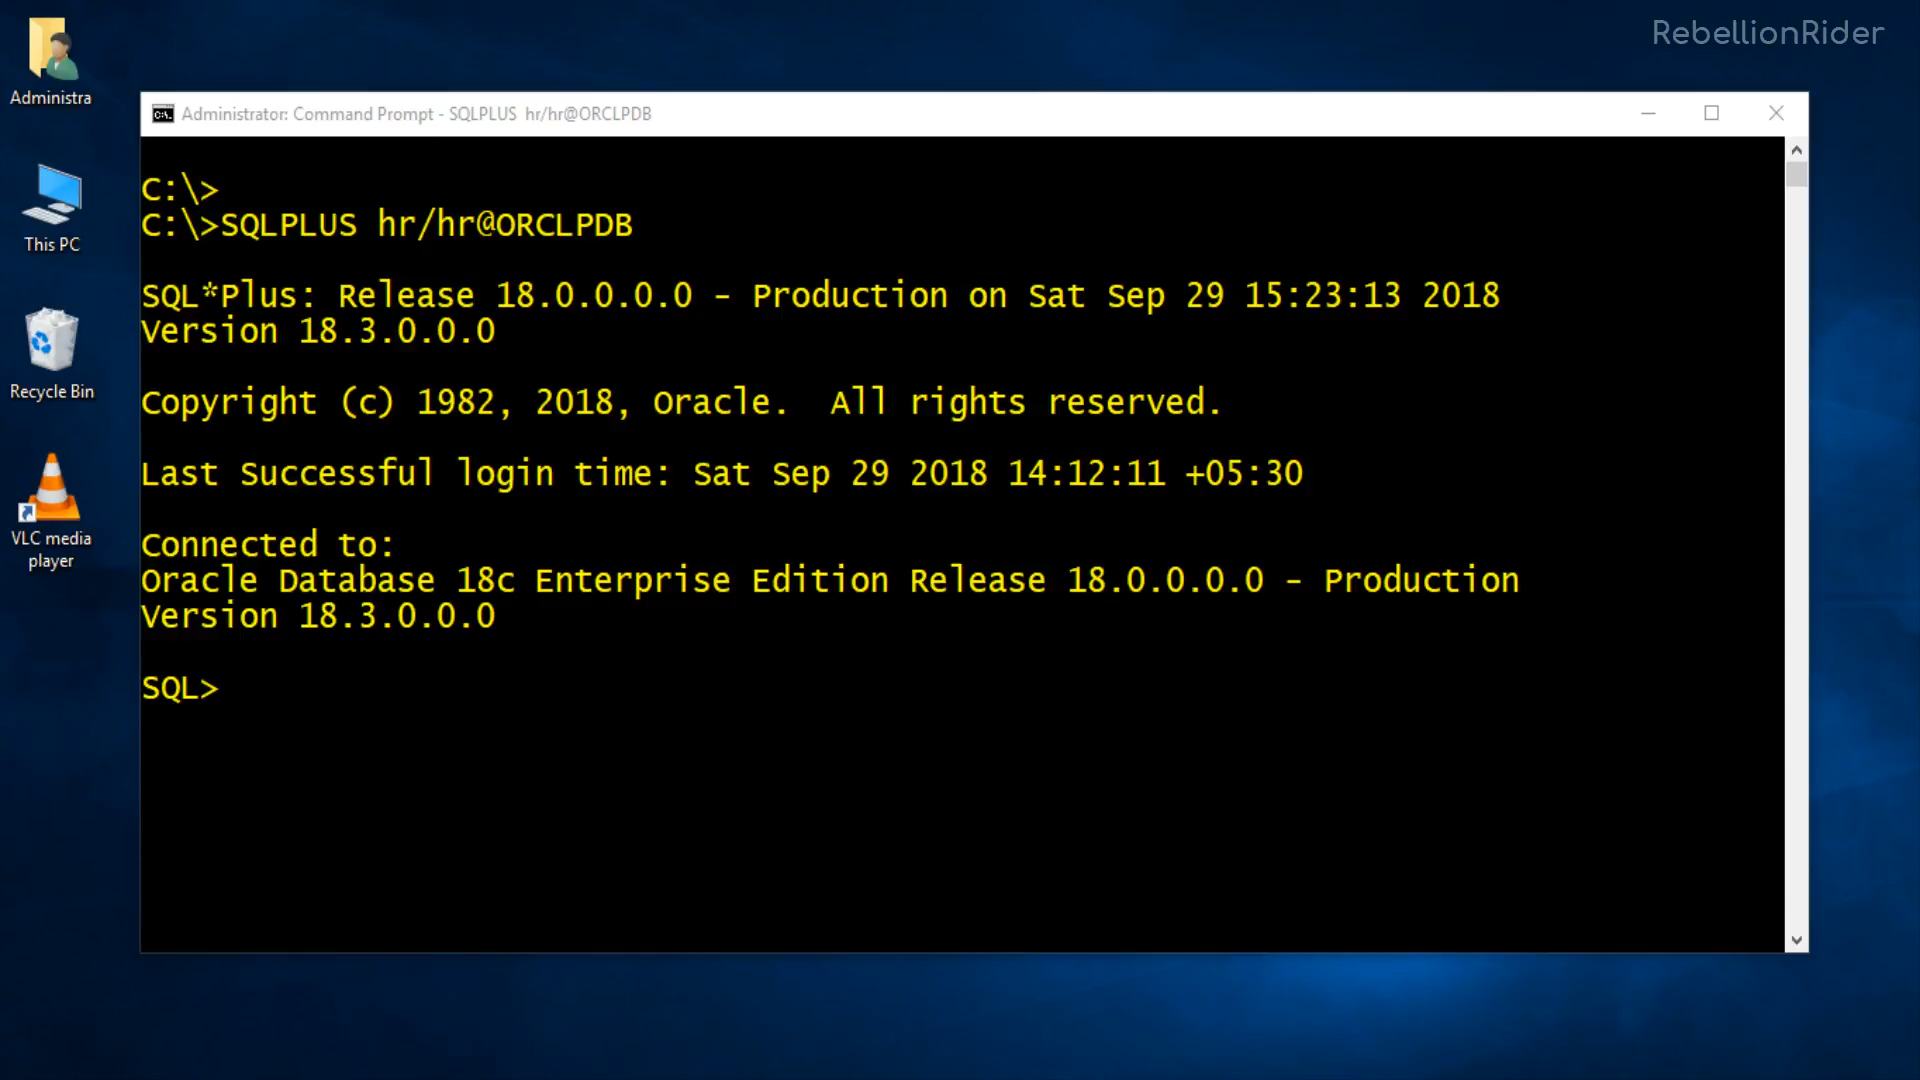 RebellionRider
Administra
This PC
Recycle Bin
VLC media
player
Administrator: Command Prompt - SQLPLUS  hr/hr@ORCLPDB
C:\>
C:\>SQLPLUS hr/hr@ORCLPDB
SQL*Plus: Release 18.0.0.0.0 - Production on Sat Sep 29 15:23:13 2018
Version 18.3.0.0.0
Copyright (c) 1982, 2018, Oracle.  All rights reserved.
Last Successful login time: Sat Sep 29 2018 14:12:11 +05:30
Connected to:
Oracle Database 18c Enterprise Edition Release 18.0.0.0.0 - Production
Version 18.3.0.0.0
SQL>